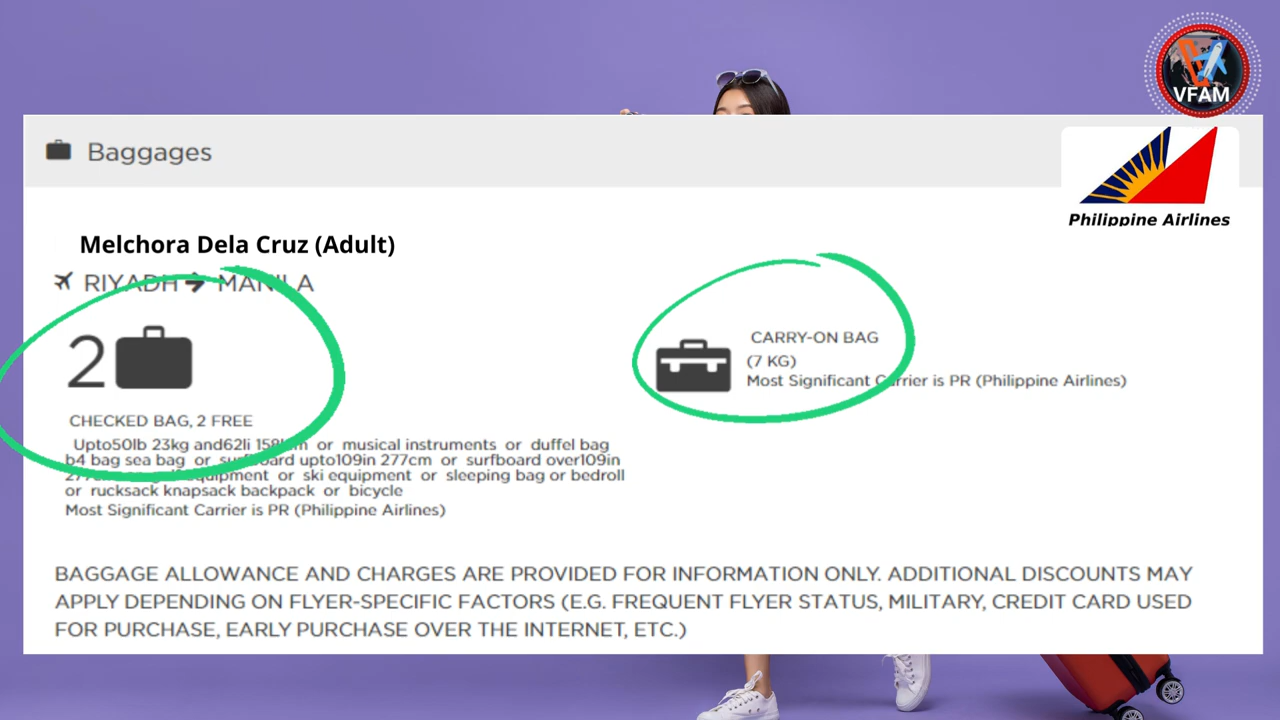 VFAM
Baggages
Philippine Airlines
Melchora Dela Cruz (Adult)
RIYADH MANILA
2
CHECKED BAG, 2 FREE
Upto50lb 23kg and62li 158 m or musical instruments or duffel bag
b4 bag sea bag or surfboard upto109in 277cm or surfboard over109in
equipment or ski equipment or sleeping bag or bedroll
or rucksack knapsack backpack or bicycle
Most Significant Carrier is PR (Philippine Airlines)
CARRY-ON BAG
(7 KG)
Most Significant Carrier is PR (Philippine Airlines)
BAGGAGE ALLOWANCE AND CHARGES ARE PROVIDED FOR INFORMATION ONLY. ADDITIONAL DISCOUNTS MAY
APPLY DEPENDING ON FLYER-SPECIFIC FACTORS (E.G. FREQUENT FLYER STATUS, MILITARY, CREDIT CARD USED
FOR PURCHASE, EARLY PURCHASE OVER THE INTERNET, ETC.)